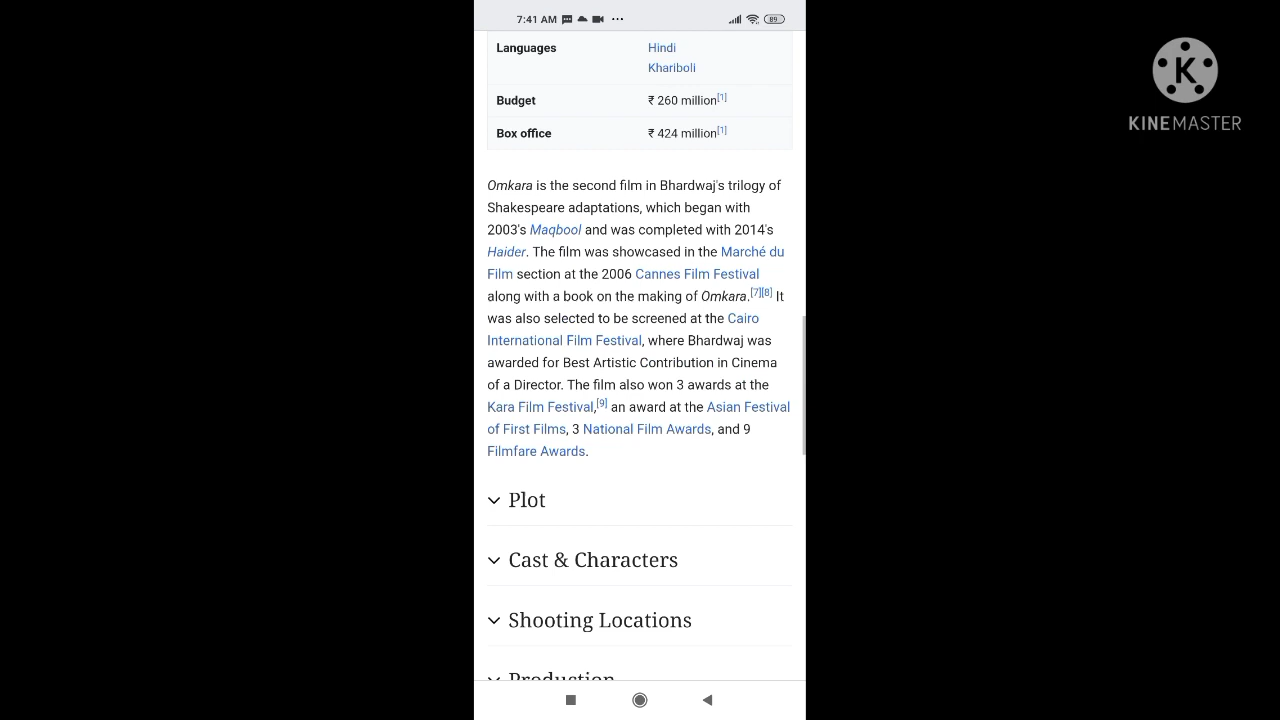 7:41 AM
89
K
KINEMASTER
Languages
Hindi
Khariboli
Budget
₹ 260 million[1]
Box office
₹ 424 million[1]
Omkara is the second film in Bhardwaj's trilogy of
Shakespeare adaptations, which began with
2003's Maqbool and was completed with 2014's
Haider. The film was showcased in the Marché du
Film section at the 2006 Cannes Film Festival
along with a book on the making of Omkara.[7][8] It
was also selected to be screened at the Cairo
International Film Festival, where Bhardwaj was
awarded for Best Artistic Contribution in Cinema
of a Director. The film also won 3 awards at the
Kara Film Festival,[9] an award at the Asian Festival
of First Films, 3 National Film Awards, and 9
Filmfare Awards.
Plot
Cast & Characters
Shooting Locations
Production